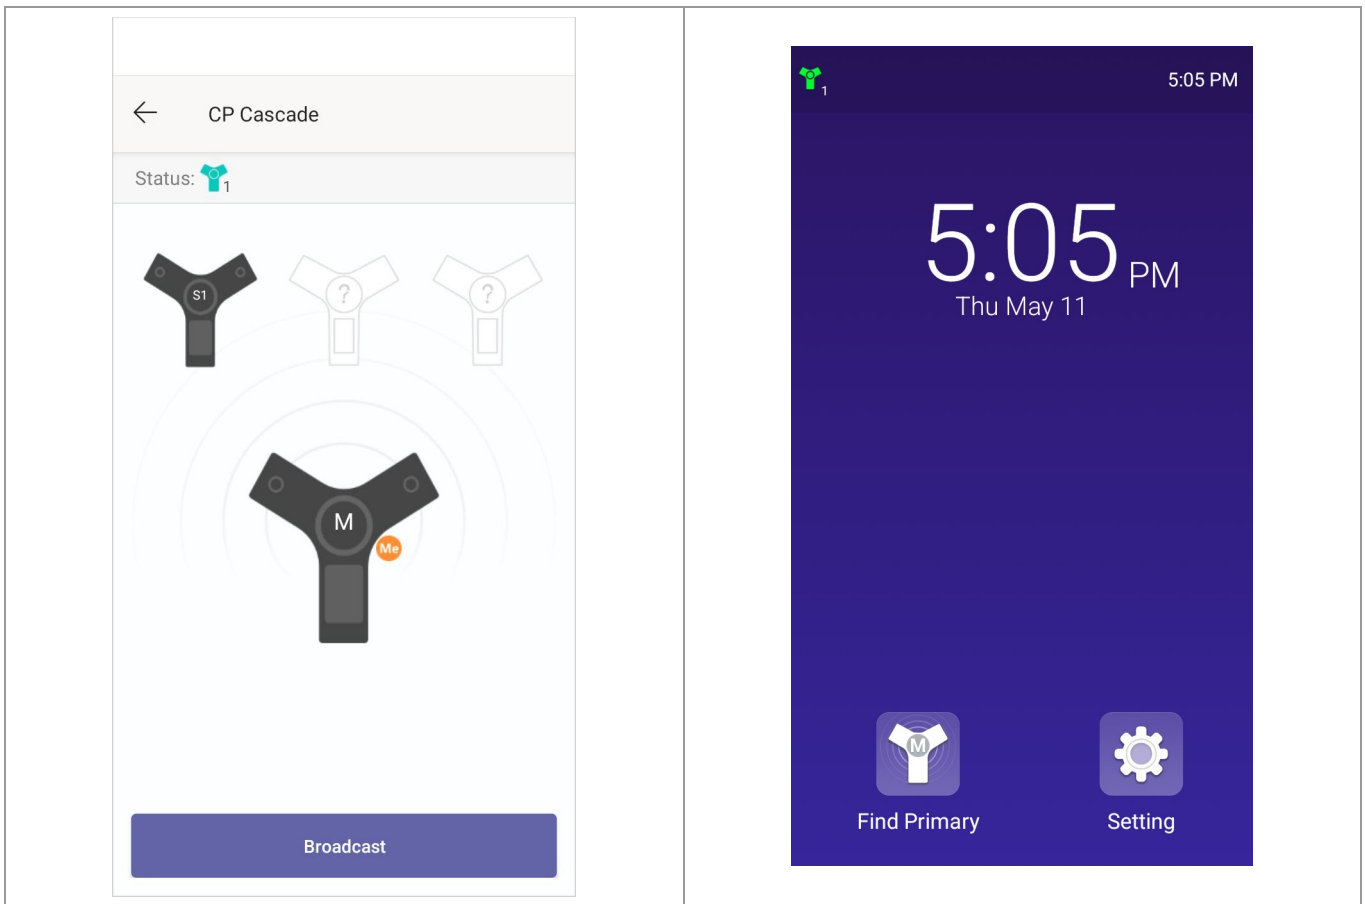 CP Cascade
Status: 1
S1
?
?
M
Me
Broadcast
1
5:05 PM
5:05 PM
Thu May 11
M
Find Primary
Setting